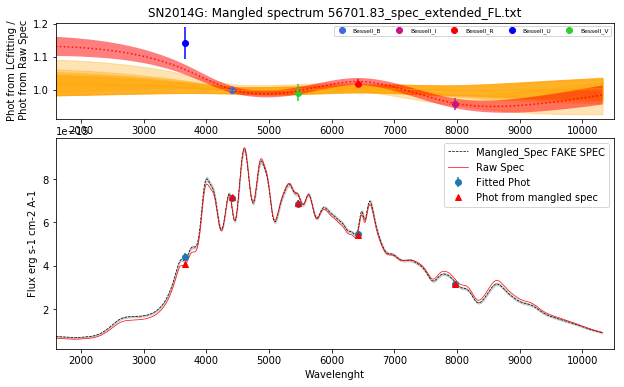 SN2014G: Mangled spectrum 56701.83_spec_extended_FL.txt
Phot from LCfitting /
Phot from Raw Spec
1.2
1.1
1.0
Bessell_B
Bessell_I
Bessell_R
Bessell_U
Bessell_V
2000 3000 4000 5000 6000 7000 8000 9000 10000
Flux erg s-1 cm-2 A-1
8
6
4
2
Mangled_Spec FAKE SPEC
Raw Spec
Fitted Phot
Phot from mangled spec
2000 3000 4000 5000 6000 7000 8000 9000 10000
Wavelenght